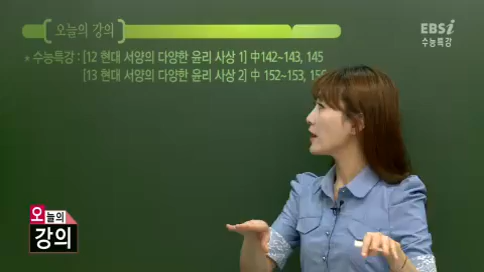 오늘의 강의
EBSi
수능특강
* 수능특강 : [12 현대 서양의 다양한 윤리 사상 1] 中142~143, 145
[13 현대 서양의 다양한 윤리 사상 2] 中 152~153,
오늘의
강의